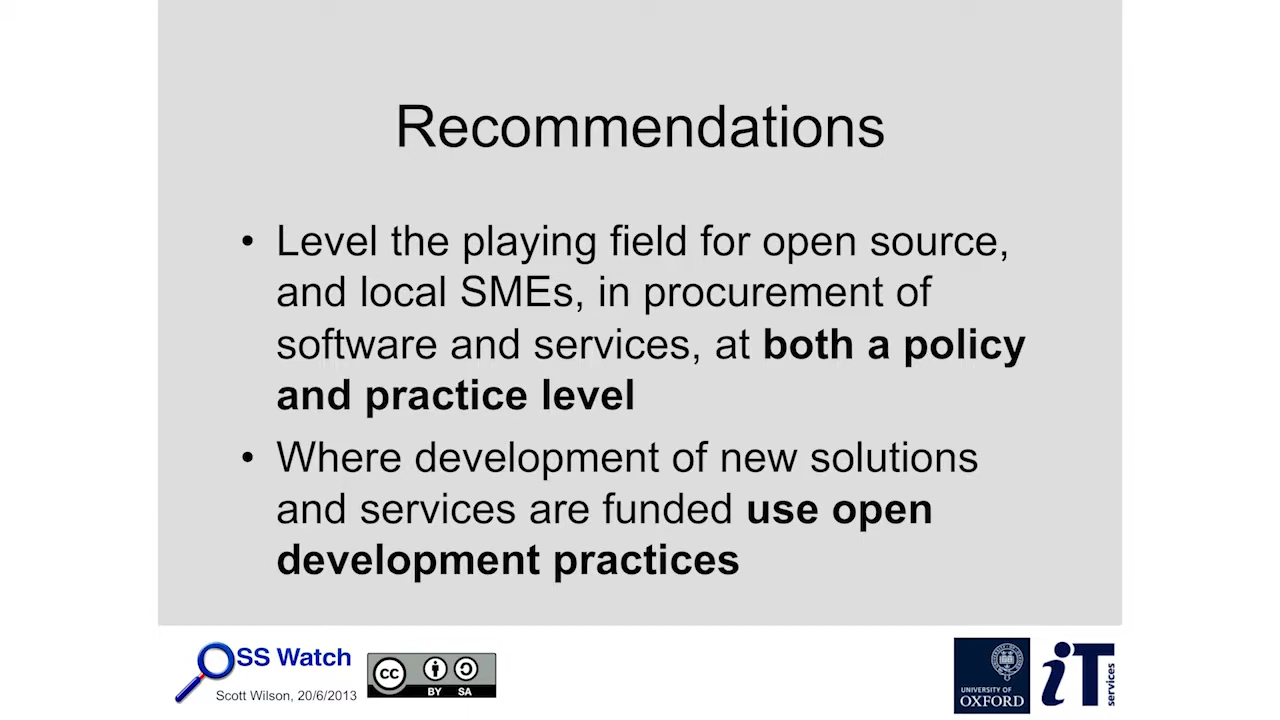 Recommendations
• Level the playing field for open source,
and local SMEs, in procurement of
software and services, at both a policy
and practice level
• Where development of new solutions
and services are funded use open
development practices
OSS Watch
Scott Wilson, 20/6/2013
cc
BY SA
UNIVERSITY OF
OXFORD
iT
services